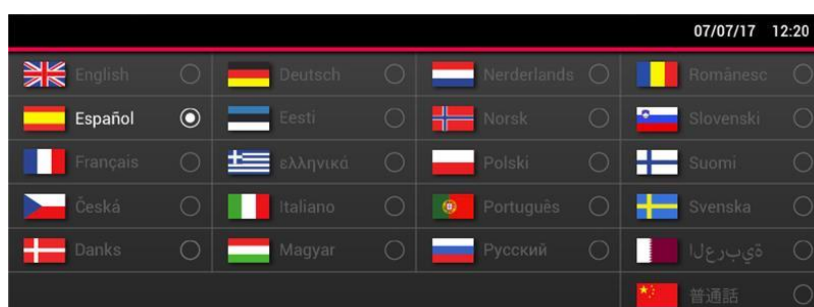 07/07/17 12:20
English Deutsch Nerderlands Românesc
Español Eesti Norsk Slovenski
Français ελληνικά Polski Suomi
Česká Italiano Português Svenska
Danks Magyar Русский ةيبرعلا
普通話